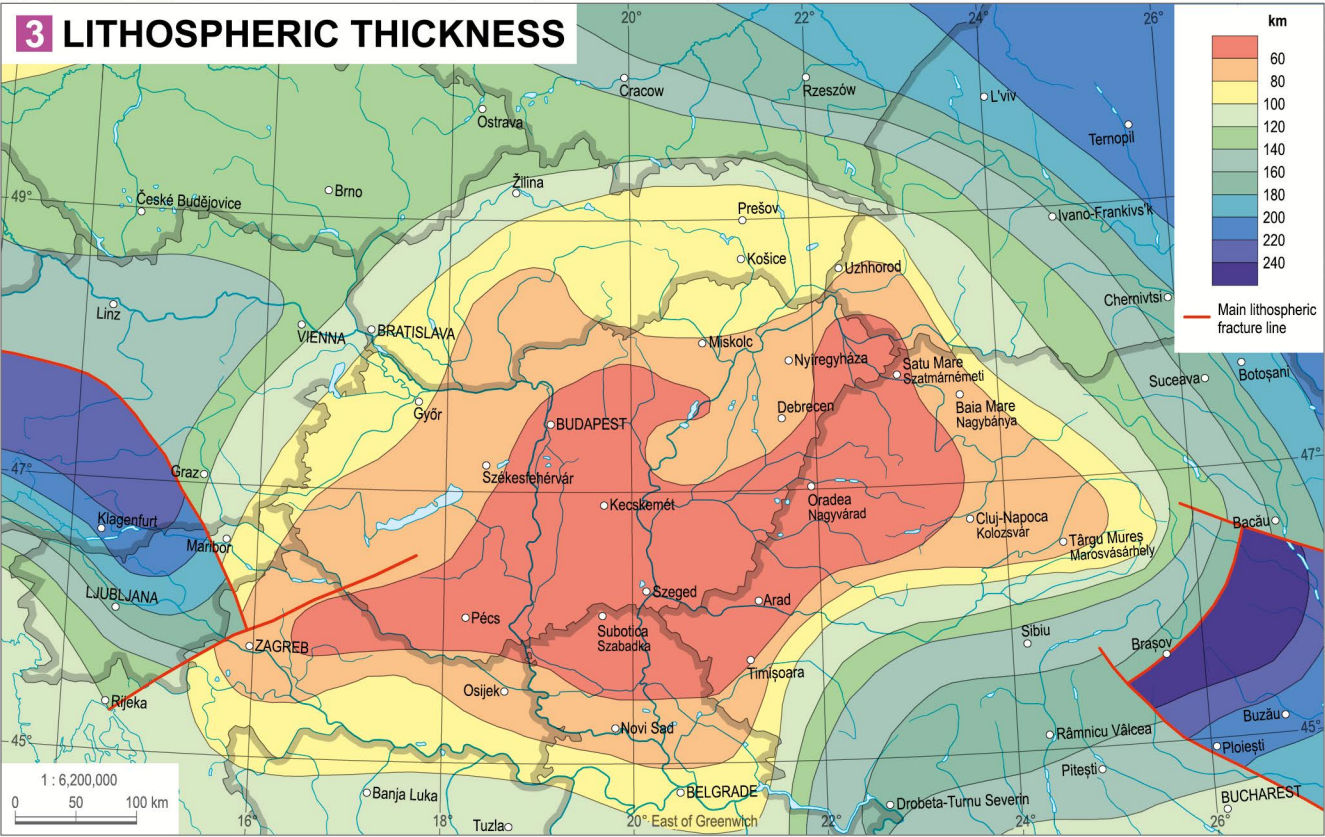 3 LITHOSPHERIC THICKNESS
20°
22°
24°
26°
km
60
80
100
120
140
160
180
200
220
240
Main lithospheric
fracture line
Cracow
Rzeszów
L'viv
Ostrava
Ternopil
49°
České Budějovice
Brno
Žilina
Prešov
Ivano-Frankivs'k
Košice
Uzhhorod
Chernivtsi
Linz
VIENNA
BRATISLAVA
Miskolc
Nyíregyháza
Satu Mare
Szatmárnémeti
Suceava
Botoșani
Győr
BUDAPEST
Debrecen
Baia Mare
Nagybánya
47°
Graz
Székesfehérvár
47°
Kecskemét
Oradea
Nagyvárad
Klagenfurt
Maribor
Cluj-Napoca
Kolozsvár
Târgu Mureș
Marosvásárhely
Bacău
LJUBLJANA
Szeged
Arad
Pécs
Subotica
Szabadka
Sibiu
Brașov
ZAGREB
Timișoara
Rijeka
Osijek
Novi Sad
Râmnicu Vâlcea
Buzău
45°
45°
Ploiești
Pitești
1 : 6,200,000
0 50 100 km
Banja Luka
BELGRADE
Drobeta-Turnu Severin
BUCHAREST
Tuzla
16°
18°
20° East of Greenwich
22°
24°
26°